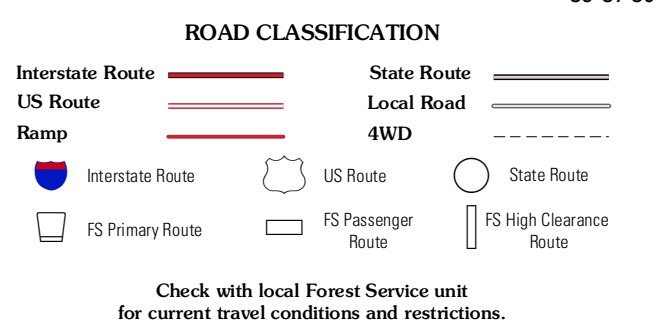 ROAD CLASSIFICATION
Interstate Route
State Route
US Route
Local Road
Ramp
4WD
Interstate Route
US Route
State Route
FS Primary Route
FS Passenger
Route
FS High Clearance
Route
Check with local Forest Service unit
for current travel conditions and restrictions.